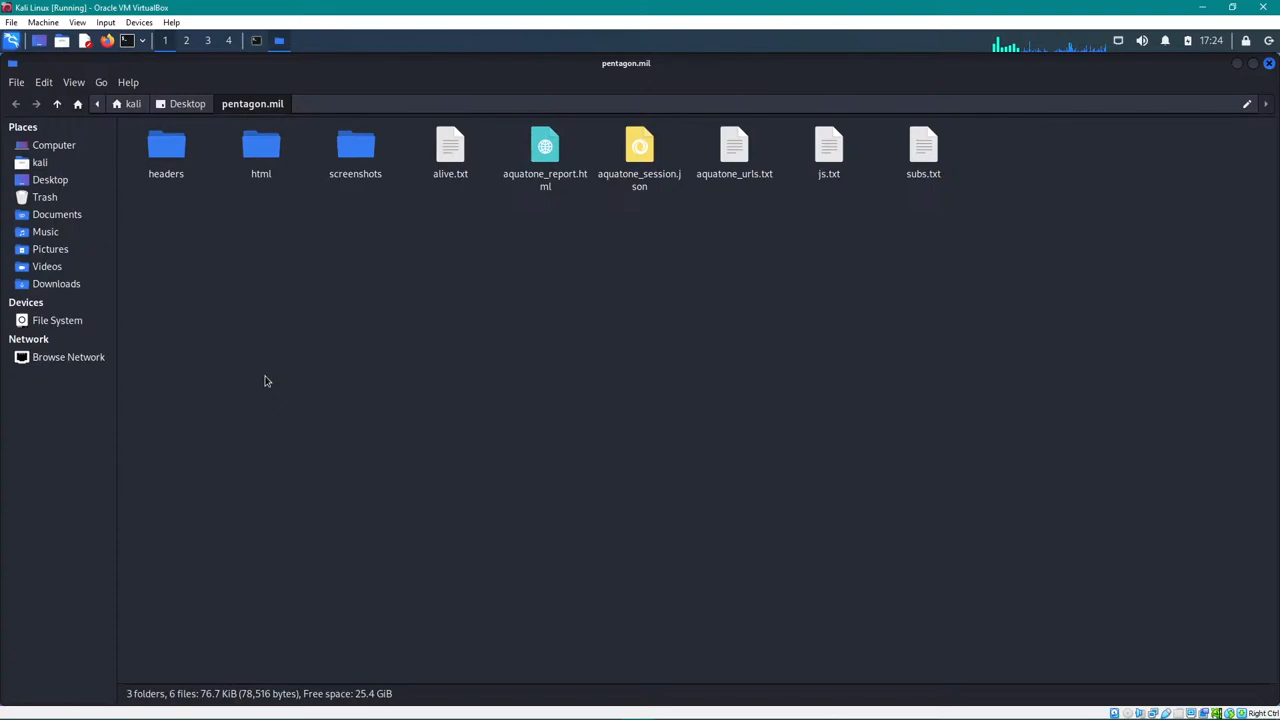 Kali Linux [Running] - Oracle VM VirtualBox
File Machine View Input Devices Help
1 2 3 4 17:24
pentagon.mil
File Edit View Go Help
kali Desktop pentagon.mil
Places
Computer
kali
Desktop
Trash
Documents
Music
Pictures
Videos
Downloads
Devices
File System
Network
Browse Network
headers html screenshots alive.txt aquatone_report.ht aquatone_session.j aquatone_urls.txt js.txt subs.txt
ml son
3 folders, 6 files: 76.7 KiB (78,516 bytes), Free space: 25.4 GiB
Right Ctrl